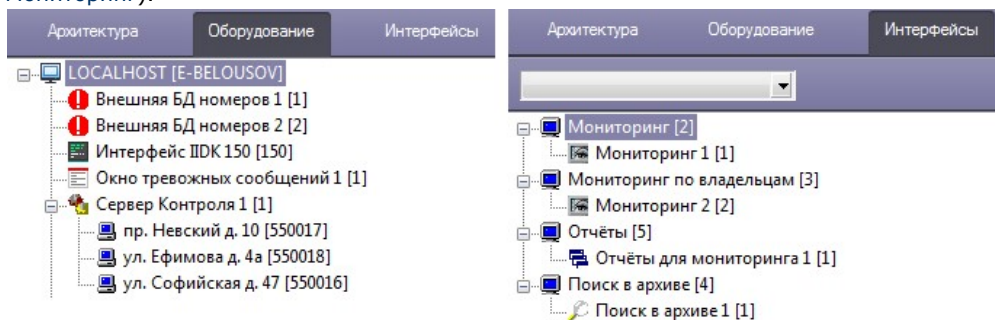 Мониторинг).
Архитектура Оборудование Интерфейсы
LOCALHOST [E-BELOUSOV]
Внешняя БД номеров 1 [1]
Внешняя БД номеров 2 [2]
Интерфейс IIDK 150 [150]
Окно тревожных сообщений 1 [1]
Сервер Контроля 1 [1]
пр. Невский д. 10 [550017]
ул. Ефимова д. 4а [550018]
ул. Софийская д. 47 [550016]
Архитектура Оборудование Интерфейсы
Мониторинг [2]
Мониторинг 1 [1]
Мониторинг по владельцам [3]
Мониторинг 2 [2]
Отчёты [5]
Отчёты для мониторинга 1 [1]
Поиск в архиве [4]
Поиск в архиве 1 [1]